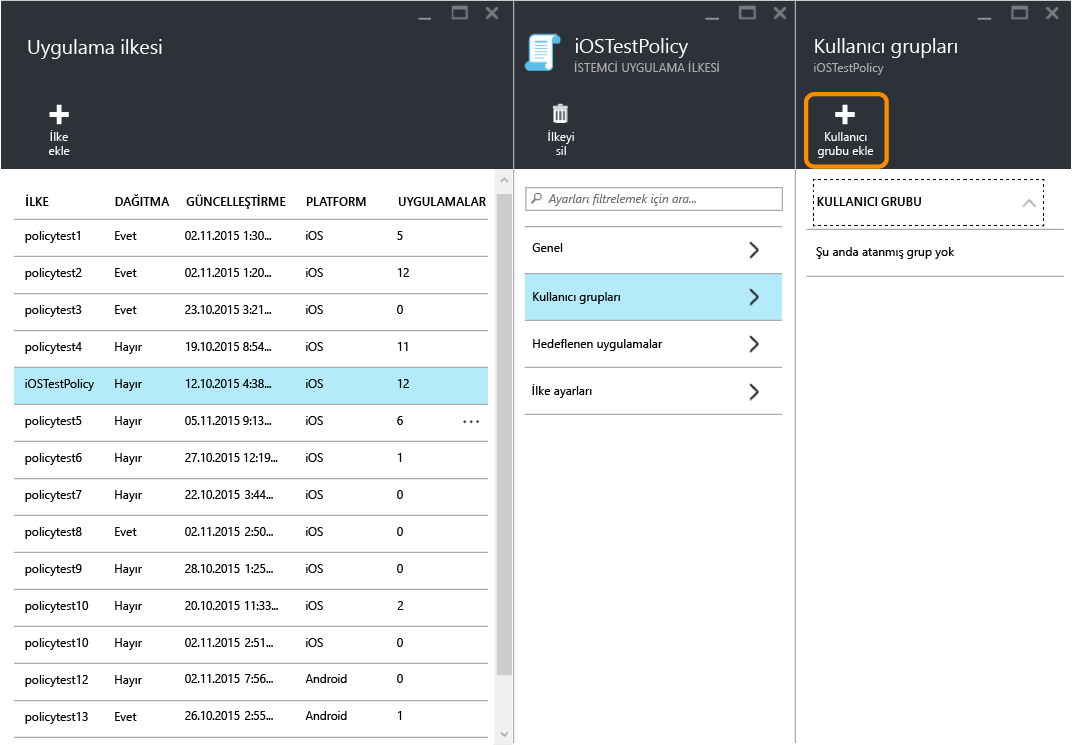 Uygulama ilkesi
İlke
ekle
İLKE DAĞITMA GÜNCELLEŞTİRME PLATFORM UYGULAMALAR
policytest1 Evet 02.11.2015 1:30... iOS 5
policytest2 Evet 02.11.2015 1:20... iOS 12
policytest3 Evet 23.10.2015 3:21... iOS 0
policytest4 Hayır 19.10.2015 8:54... iOS 11
iOSTestPolicy Hayır 12.10.2015 4:38... iOS 12
policytest5 Hayır 05.11.2015 9:13... iOS 6 ...
policytest6 Hayır 27.10.2015 12:19... iOS 1
policytest7 Hayır 22.10.2015 3:44... iOS 0
policytest8 Evet 02.11.2015 2:50... iOS 0
policytest9 Hayır 28.10.2015 1:25... iOS 0
policytest10 Hayır 20.10.2015 11:33... iOS 2
policytest10 Hayır 02.11.2015 2:51... iOS 0
policytest12 Hayır 02.11.2015 7:56... Android 0
policytest13 Evet 26.10.2015 2:55... Android 1
iOSTestPolicy
İSTEMCİ UYGULAMA İLKESİ
İlkeyi
sil
Ayarları filtrelemek için ara...
Genel
Kullanıcı grupları
Hedeflenen uygulamalar
İlke ayarları
Kullanıcı grupları
iOSTestPolicy
Kullanıcı
grubu ekle
KULLANICI GRUBU
Şu anda atanmış grup yok